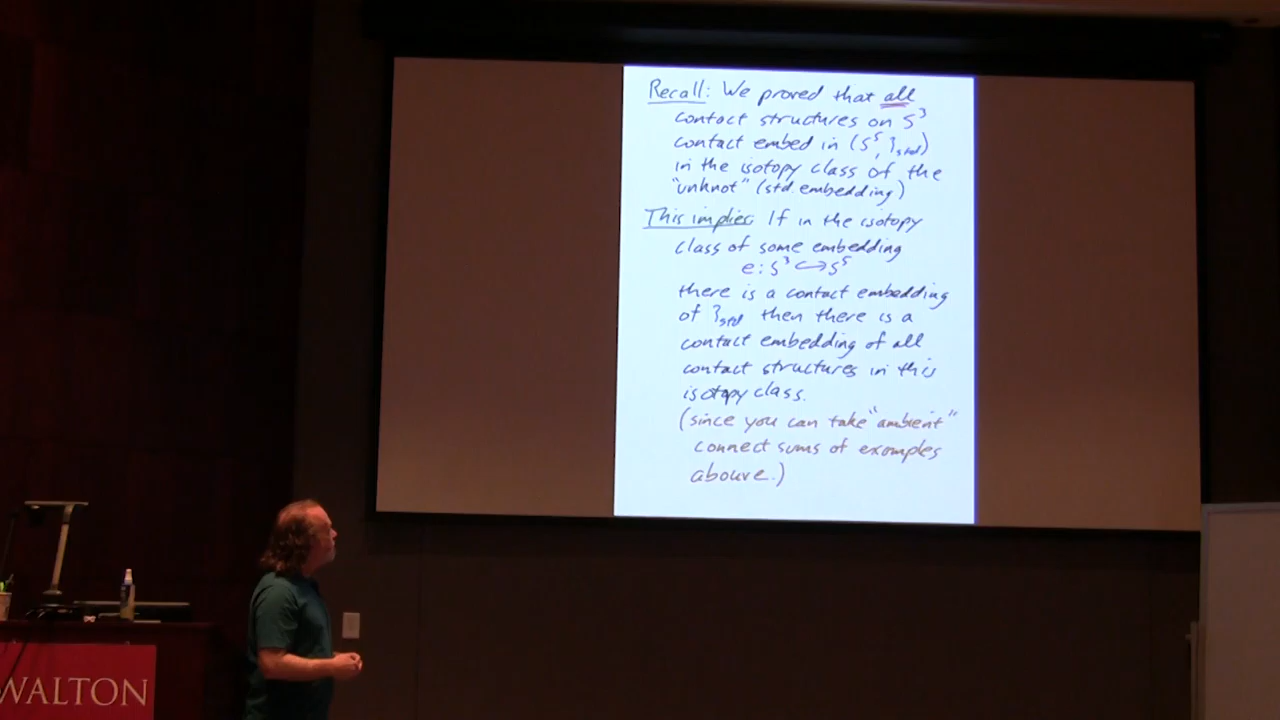 Recall: We proved that all
contact structures on S³
contact embed in (S⁵, ξstd)
in the isotopy class of the
"unknot" (std. embedding)
This implies: If in the isotopy
class of some embedding
e: S³ ↪ S⁵
there is a contact embedding
of ξstd then there is a
contact embedding of all
contact structures in this
isotopy class.
(since you can take "ambient"
connect sums of examples
aboure.)
WALTON